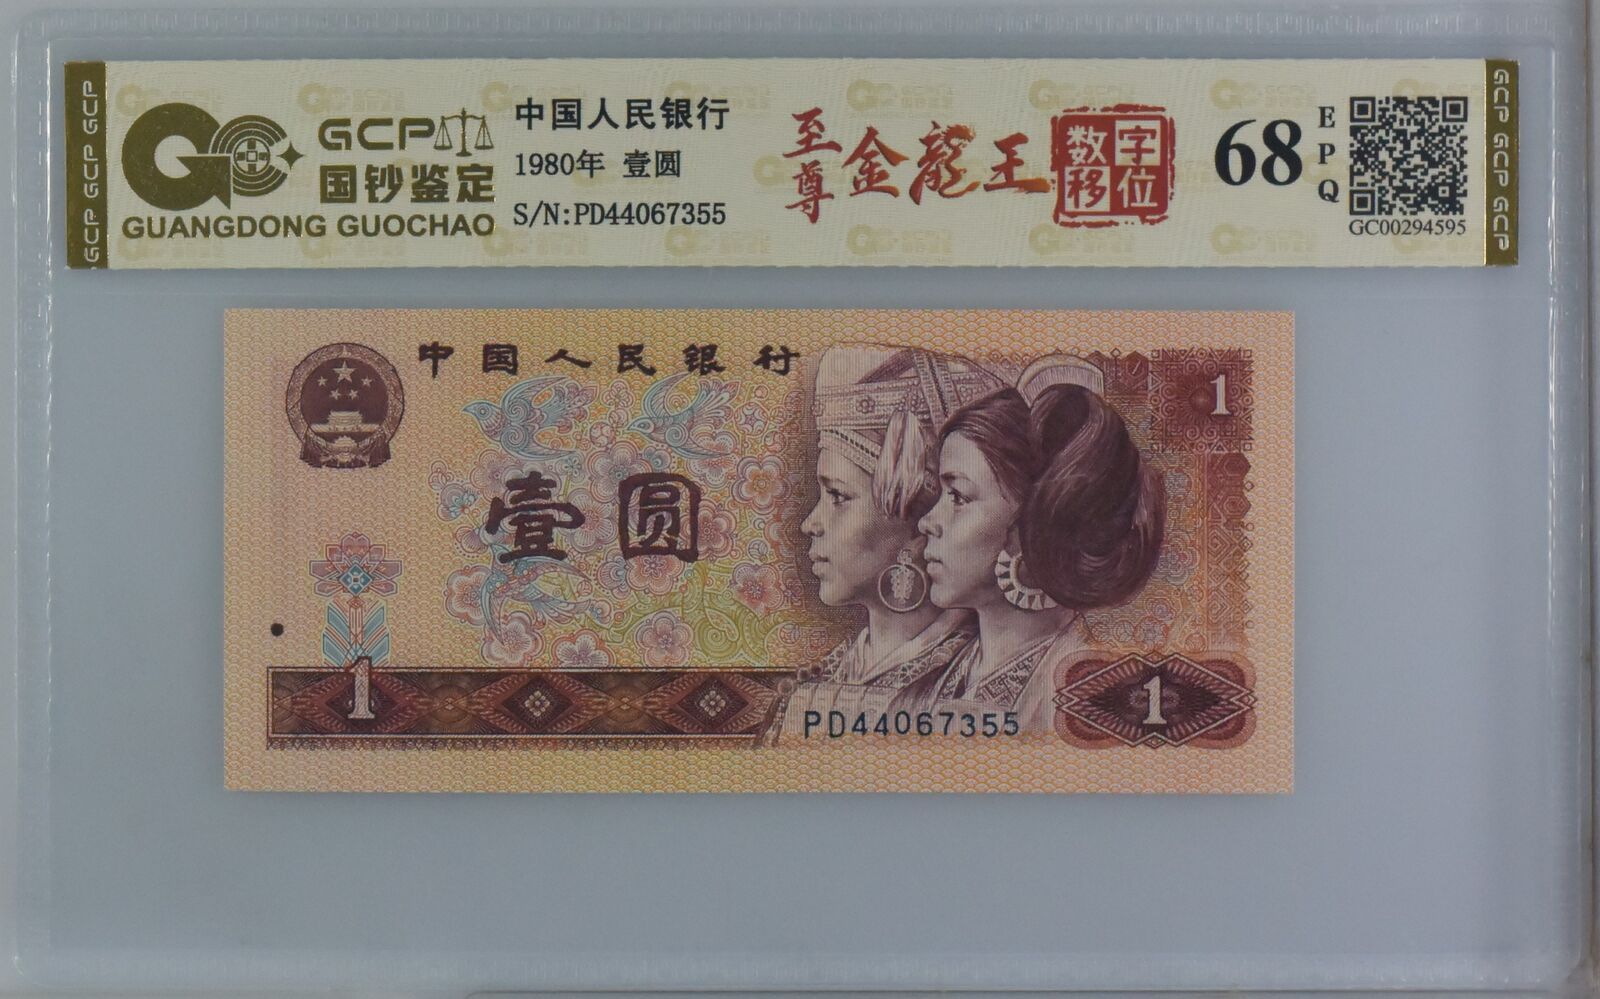 GCP GCP GCP
GCP
国钞鉴定
GUANGDONG GUOCHAO
中国人民银行
1980年 壹圆
S/N:PD44067355
至尊
金龍王
数字
移位
68
EPQ
GC00294595
GCP GCP GCP
中国人民银行
1
壹圆
1
PD44067355
1